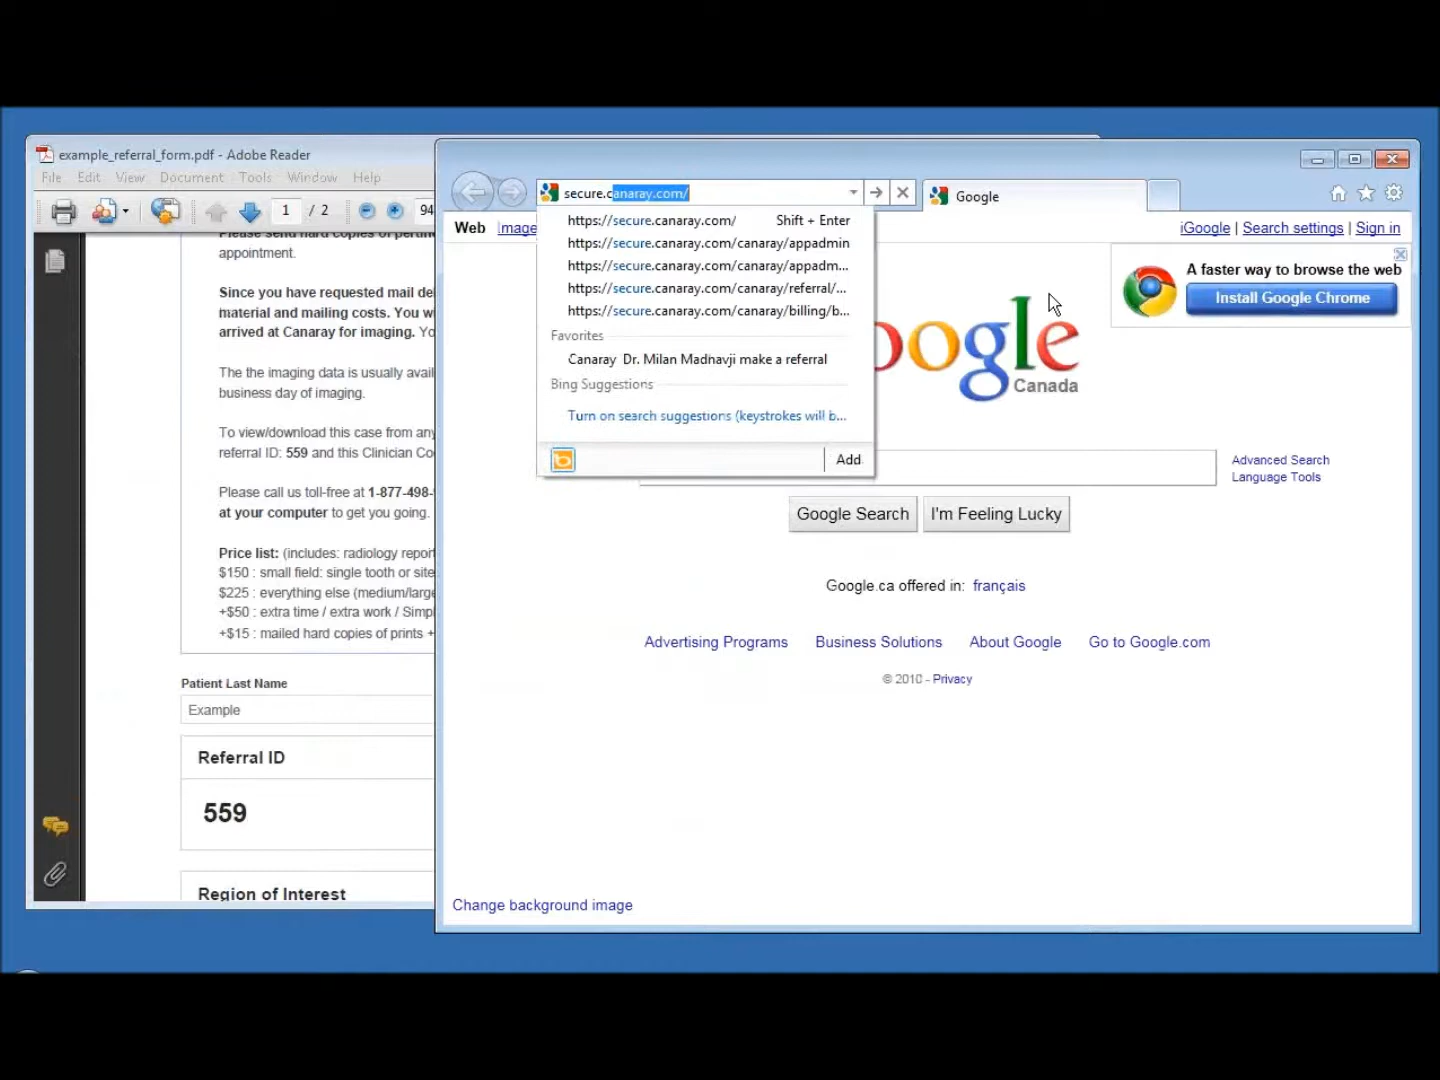 example_referral_form.pdf - Adobe Reader
File Edit View Document Tools Window Help
1 / 2 94
Please send hard copies of
appointment.
Since you have requested mail
material and mailing costs. You
arrived at Canaray for imaging.
The the imaging data is usually
business day of imaging.
To view/download this case from
referral ID: 559 and this Clinician
Please call us toll-free at 1-877-498-
at your computer to get you going.
Price list: (includes: radiology
$150 : small field: single tooth or site
$225 : everything else
+$50 : extra time / extra work /
+$15 : mailed hard copies of prints +
Patient Last Name
Example
Referral ID
559
Region of Interest
secure.canaray.com/
Google
https://secure.canaray.com/ Shift + Enter
https://secure.canaray.com/canaray/appadmin
https://secure.canaray.com/canaray/appadm...
https://secure.canaray.com/canaray/referral/...
https://secure.canaray.com/canaray/billing/b...
Favorites
Canaray Dr. Milan Madhavji make a referral
Bing Suggestions
Turn on search suggestions (keystrokes will b...
Add
Web Image
iGoogle | Search settings | Sign in
A faster way to browse the web
Install Google Chrome
oogle
Canada
Advanced Search
Language Tools
Google Search I'm Feeling Lucky
Google.ca offered in: français
Advertising Programs Business Solutions About Google Go to Google.com
© 2010 - Privacy
Change background image